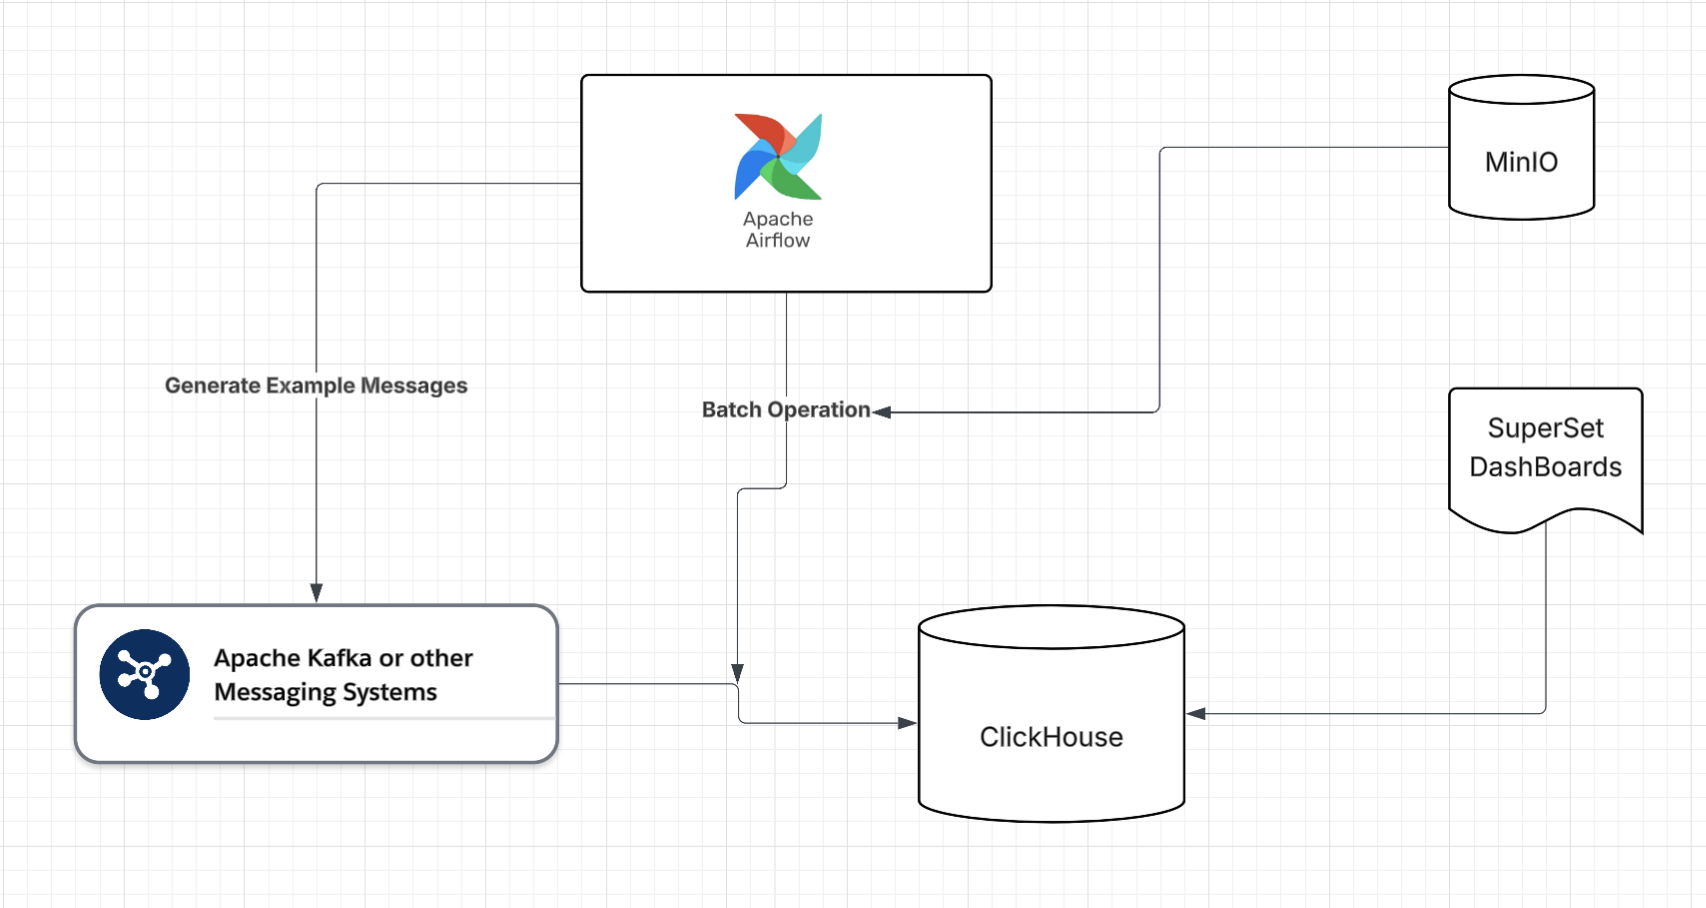 Apache
Airflow
MinIO
Generate Example Messages
Batch Operation
SuperSet
DashBoards
Apache Kafka or other
Messaging Systems
ClickHouse